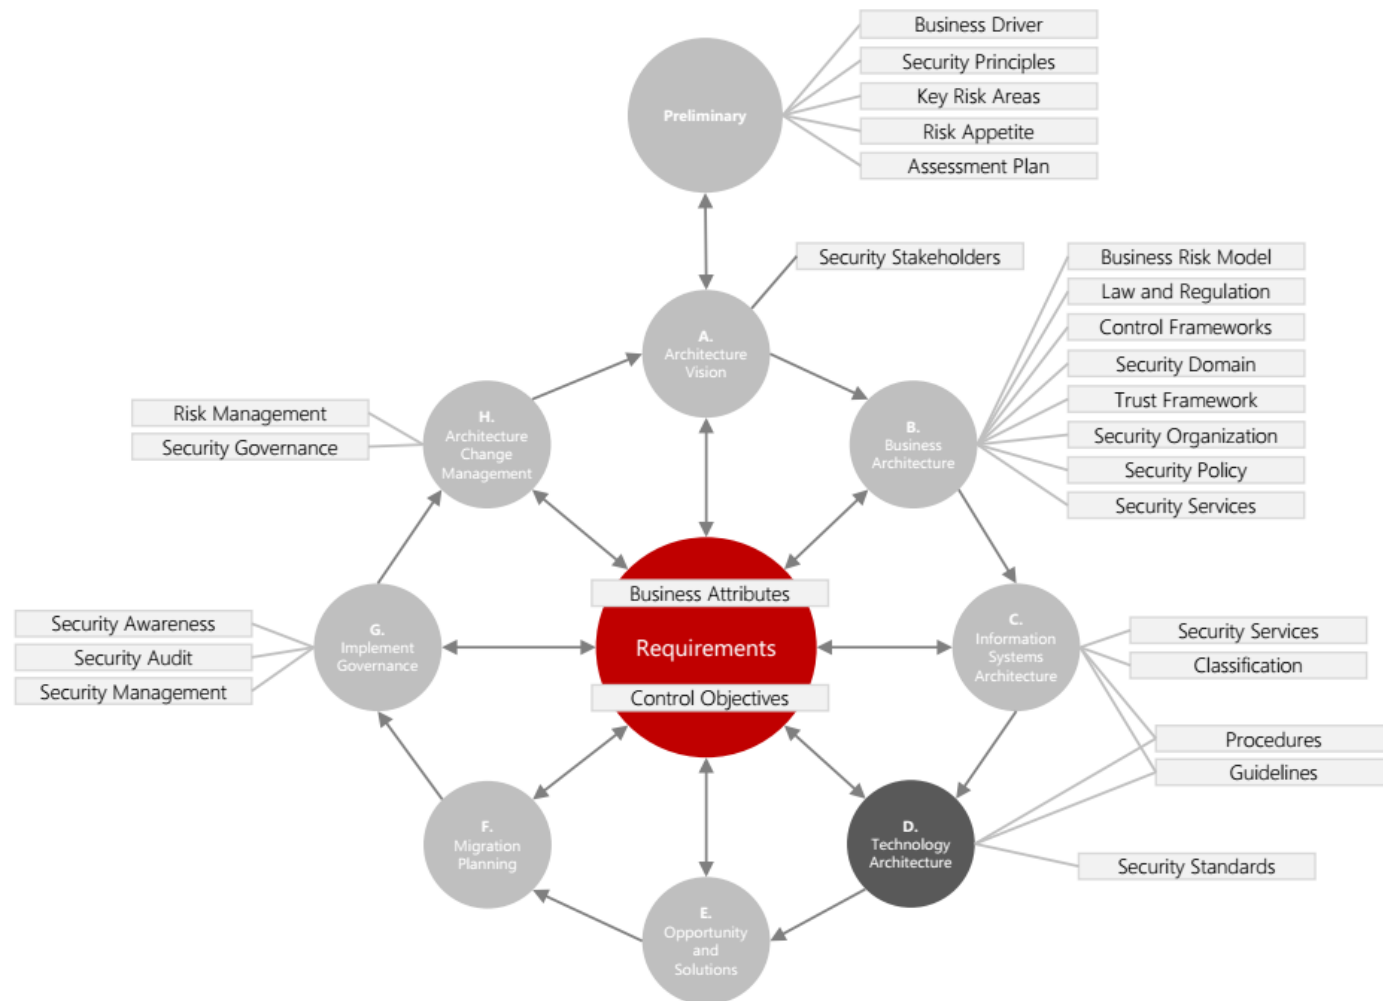 Business Driver
Security Principles
Key Risk Areas
Risk Appetite
Assessment Plan
Preliminary
Security Stakeholders
Business Risk Model
Law and Regulation
Control Frameworks
Security Domain
Trust Framework
Security Organization
Security Policy
Security Services
A.
Architecture
Vision
B.
Business
Architecture
H.
Architecture
Change
Management
Risk Management
Security Governance
Business Attributes
Requirements
Control Objectives
C.
Information
Systems
Architecture
Security Services
Classification
Procedures
Guidelines
Security Awareness
Security Audit
Security Management
G.
Implement
Governance
D.
Technology
Architecture
Security Standards
F.
Migration
Planning
E.
Opportunity
and
Solutions